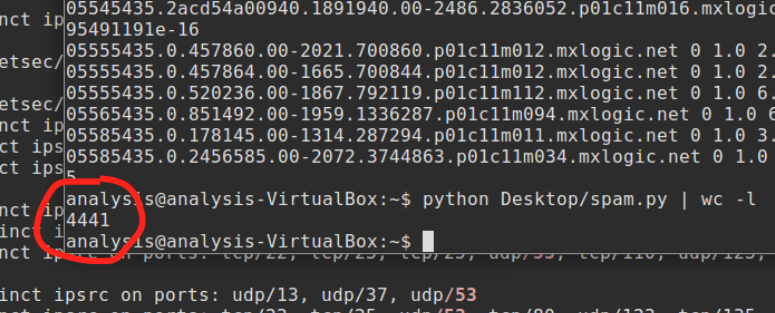 05545435.2acd54a00940.1891940.00-2486.2836052.p01c11m016.mxlogic
nct ips 95491191e-16
05555435.0.457860.00-2021.700860.p01c11m012.mxlogic.net 0 1.0 2.
etsec/ 05555435.0.457864.00-1665.700844.p01c11m012.mxlogic.net 0 1.0 2.
05555435.0.520236.00-1867.792119.p01c11m112.mxlogic.net 0 1.0 6.
etsec/ 05565435.0.851492.00-1959.1336287.p01c11m094.mxlogic.net 0 1.0 6
nct ip 05585435.0.178145.00-1314.287294.p01c11m011.mxlogic.net 0 1.0 3.
nct ips 05585435.0.2456585.00-2072.3744863.p01c11m034.mxlogic.net 0 1.0
ct ips 5
analysis@analysis-VirtualBox:~$ python Desktop/spam.py | wc -l
nct ip 4441
inct i analysis@analysis-VirtualBox:~$
nct ipsrc on ports: tcp/22, tcp/23, tcp/25, udp/53, tcp/110, udp/123,
inct ipsrc on ports: udp/13, udp/37, udp/53